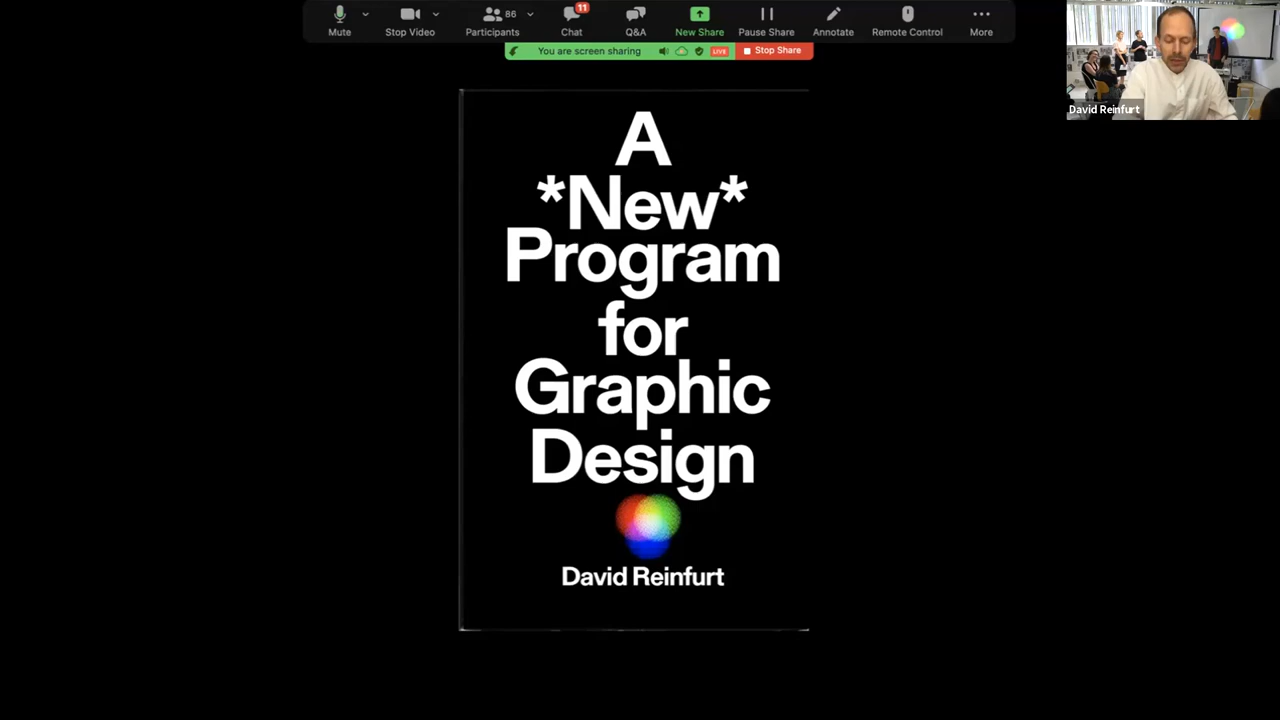 Mute
Stop Video
86
Participants
11
Chat
Q&A
New Share
Pause Share
Annotate
Remote Control
More
You are screen sharing
LIVE
Stop Share
David Reinfurt
A
*New*
Program
for
Graphic
Design
David Reinfurt